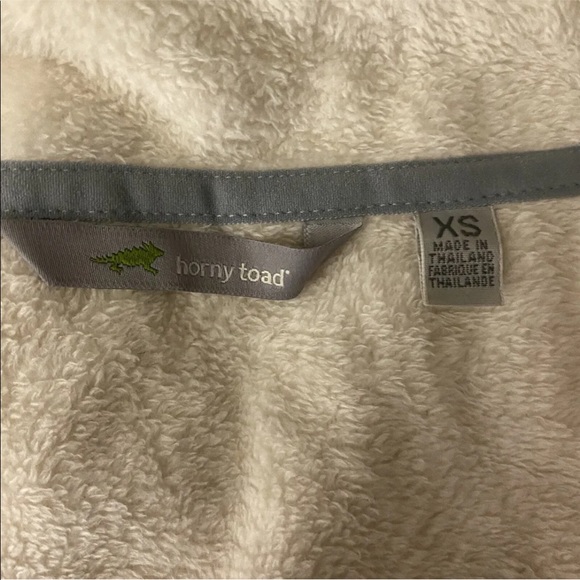 horny toad®
XS
MADE IN
THAILAND
FABRIQUE EN
THAILANDE